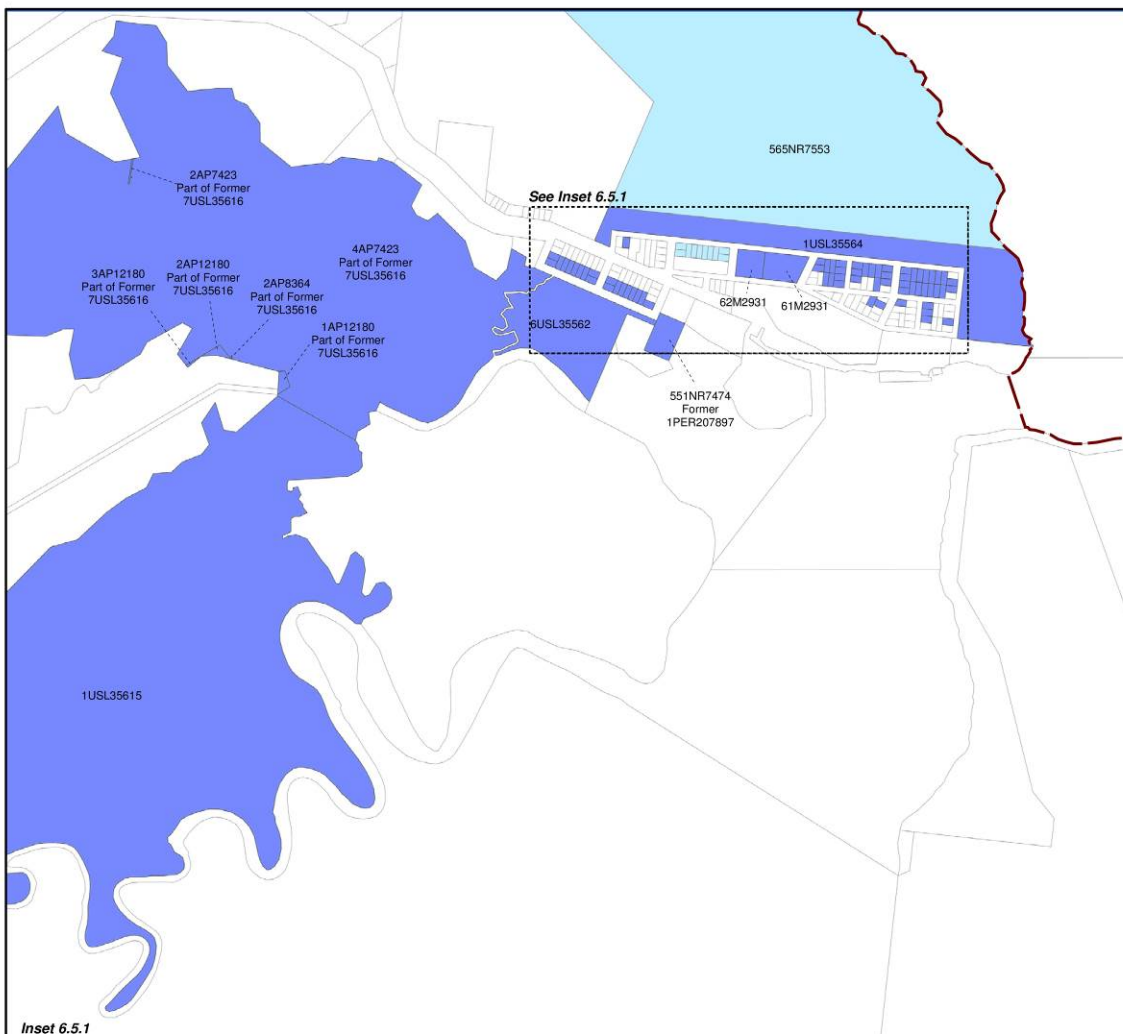 565NR7553
2AP7423
Part of Former
7USL35616
See Inset 6.5.1
1USL35564
4AP7423
Part of Former
7USL35616
3AP12180
Part of Former
7USL35616
2AP12180
Part of Former
7USL35616
2AP8364
Part of Former
7USL35616
62M2931
61M2931
1AP12180
Part of Former
7USL35616
6USL35562
551NR7474
Former
1PER207897
1USL35615
Inset 6.5.1